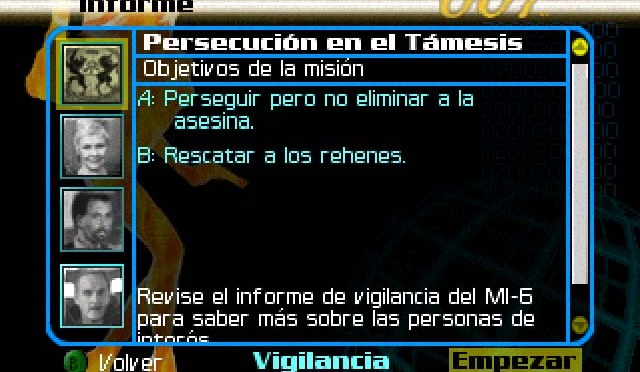 Informe
007
Persecución en el Támesis
Objetivos de la misión
A: Perseguir pero no eliminar a la
asesina.
B: Rescatar a los rehenes.
Revise el informe de vigilancia del MI-6
para saber más sobre las personas de
interés
B Volver
Vigilancia
Empezar